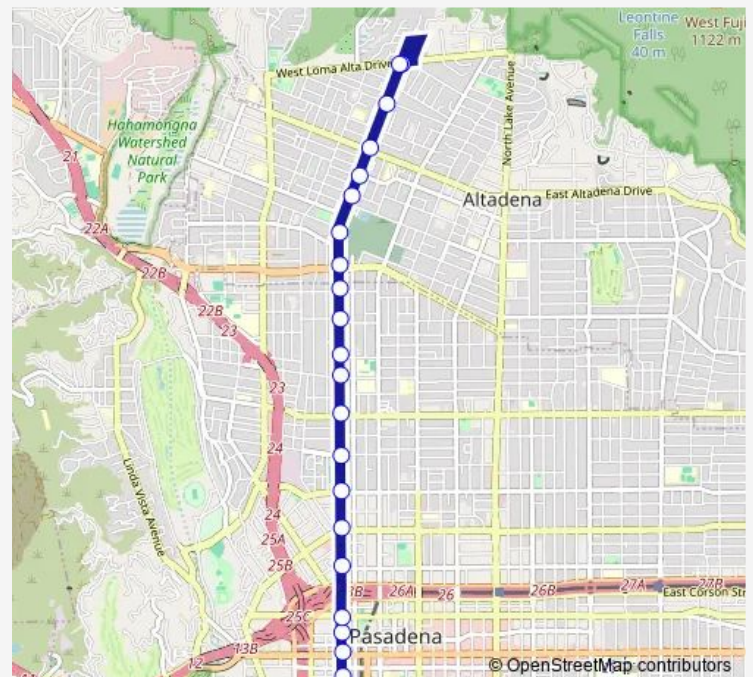 Leontine
Falls
40 m
West Fuji
1122 m
West Loma Alta Drive
North Lake Avenue
Hahamongna
Watershed
Natural
Park
21
Altadena
East Altadena Drive
22A
22B
22B
23
23
24
Linda Vista Avenue
24
25A
25B
26A
26
26B
27A
27B
East Corson Str
25C
Pasadena
13B
12
© OpenStreetMap contributors